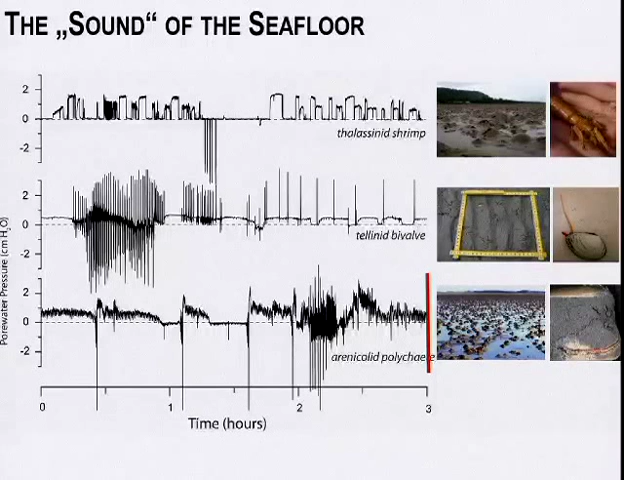 THE „SOUND“ OF THE SEAFLOOR
Porewater Pressure (cm H₂O)
2
0
-2
thalassinid shrimp
2
0
-2
tellinid bivalve
2
0
-2
arenicolid polychaete
0
1
2
3
Time (hours)